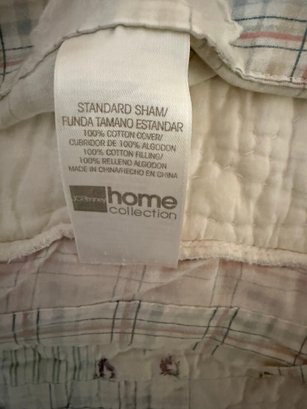 STANDARD SHAM/
FUNDA TAMANO ESTANDAR
100% COTTON COVER/
CUBRIDOR DE 100% ALGODON
100% COTTON FILLING/
100% RELLENO ALGODON
MADE IN CHINA/HECHO EN CHINA
JCPenney home
collection